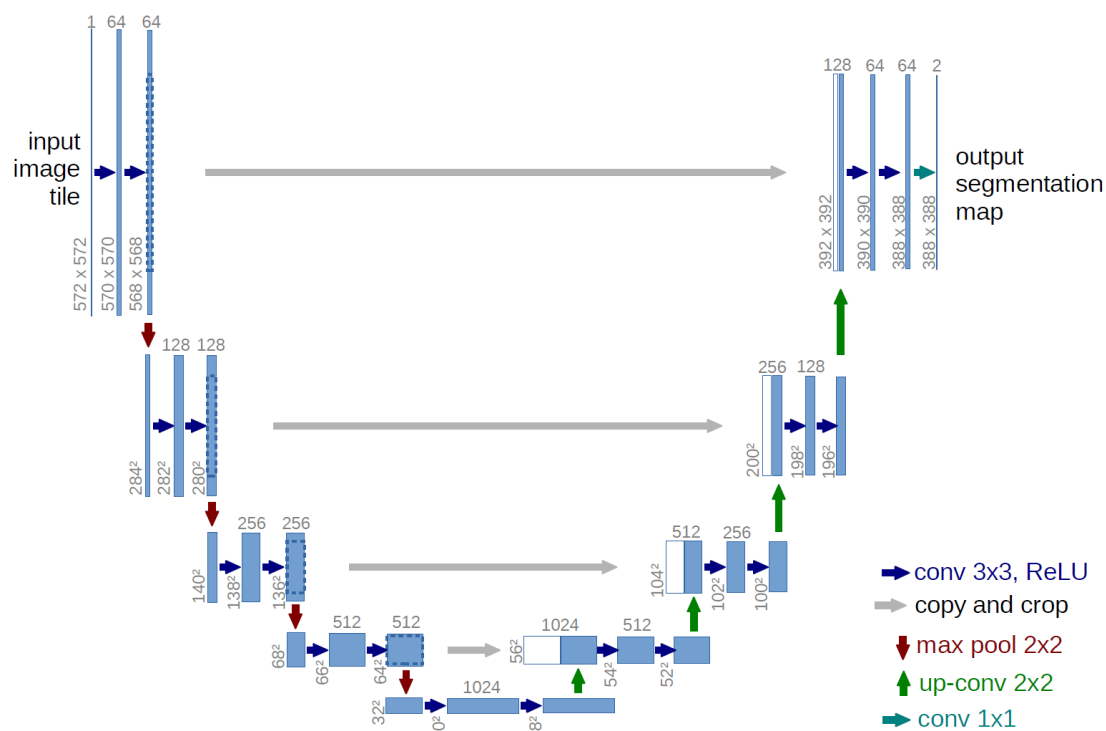 1 64 64
input
image
tile
572 x 572
570 x 570
568 x 568
128 64 64 2
392 x 392
390 x 390
388 x 388
388 x 388
output
segmentation
map
128 128
284²
282²
280²
256 128
200²
198²
196²
256 256
140²
138²
136²
512 256
104²
102²
100²
512 512
68²
66²
64²
1024 512
56²
54²
52²
1024
32²
0²
8²
conv 3x3, ReLU
copy and crop
max pool 2x2
up-conv 2x2
conv 1x1